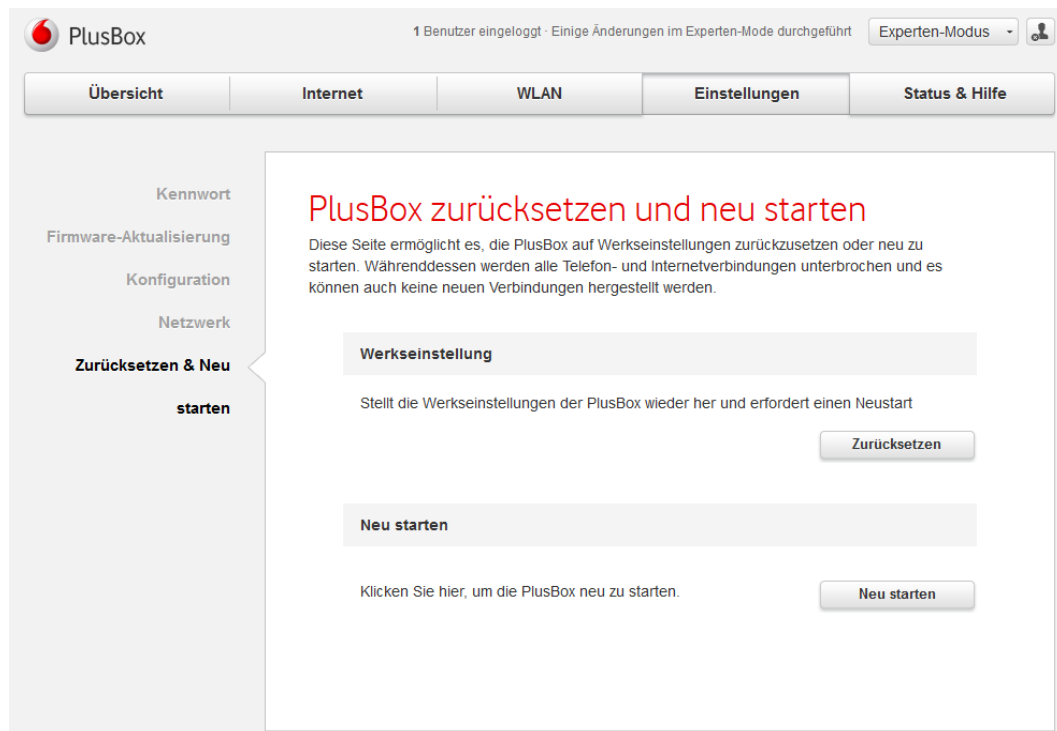 PlusBox
1 Benutzer eingeloggt · Einige Änderungen im Experten-Mode durchgeführt
Experten-Modus
Übersicht
Internet
WLAN
Einstellungen
Status & Hilfe
Kennwort
Firmware-Aktualisierung
Konfiguration
Netzwerk
Zurücksetzen & Neu
starten
PlusBox zurücksetzen und neu starten
Diese Seite ermöglicht es, die PlusBox auf Werkseinstellungen zurückzusetzen oder neu zu
starten. Währenddessen werden alle Telefon- und Internetverbindungen unterbrochen und es
können auch keine neuen Verbindungen hergestellt werden.
Werkseinstellung
Stellt die Werkseinstellungen der PlusBox wieder her und erfordert einen Neustart
Zurücksetzen
Neu starten
Klicken Sie hier, um die PlusBox neu zu starten.
Neu starten